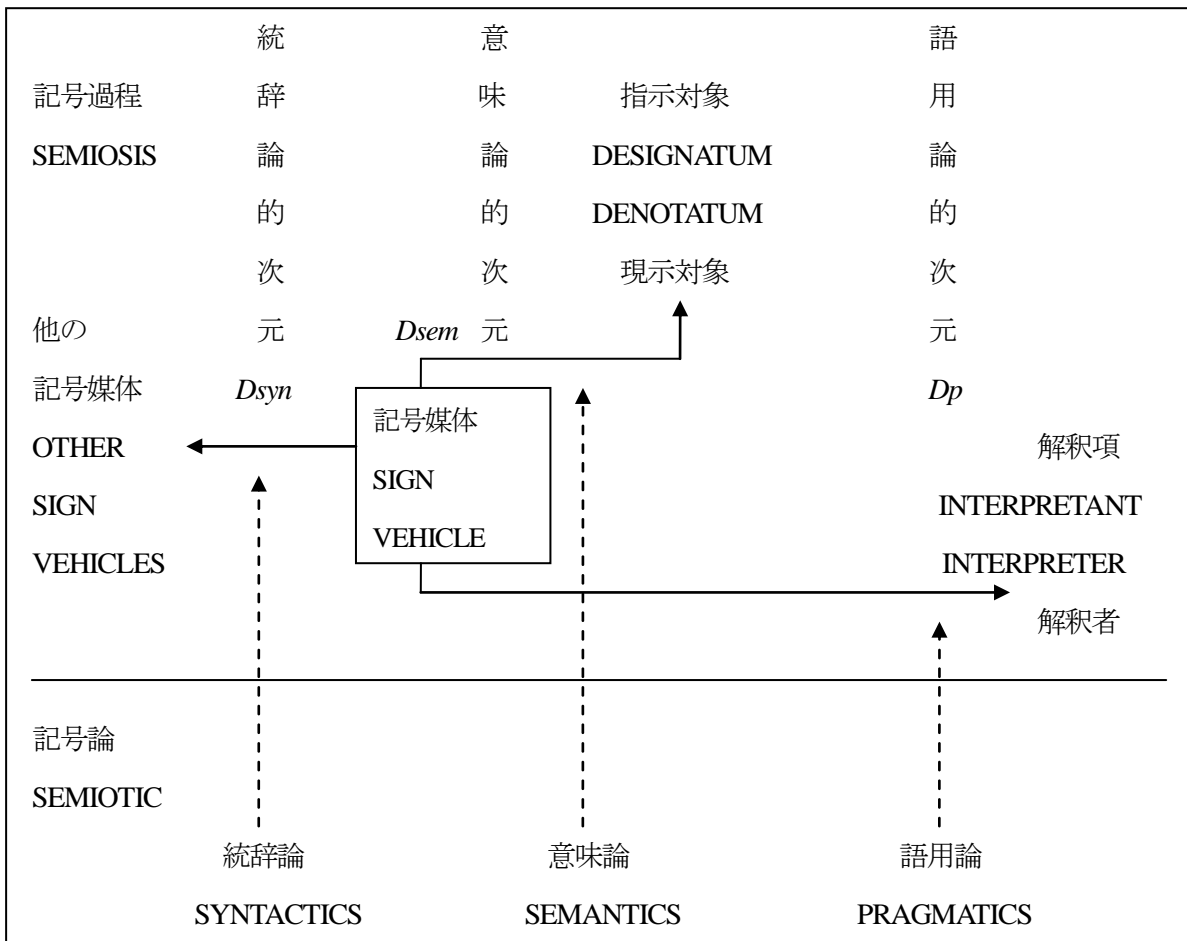 統辞論的次元
意味論的次元
語用論的次元
記号過程
SEMIOSIS
指示対象
DESIGNATUM
DENOTATUM
現示対象
他の
記号媒体
OTHER
SIGN
VEHICLES
Dsyn
Dsem
Dp
記号媒体
SIGN
VEHICLE
解釈項
INTERPRETANT
INTERPRETER
解釈者
記号論
SEMIOTIC
統辞論
SYNTACTICS
意味論
SEMANTICS
語用論
PRAGMATICS